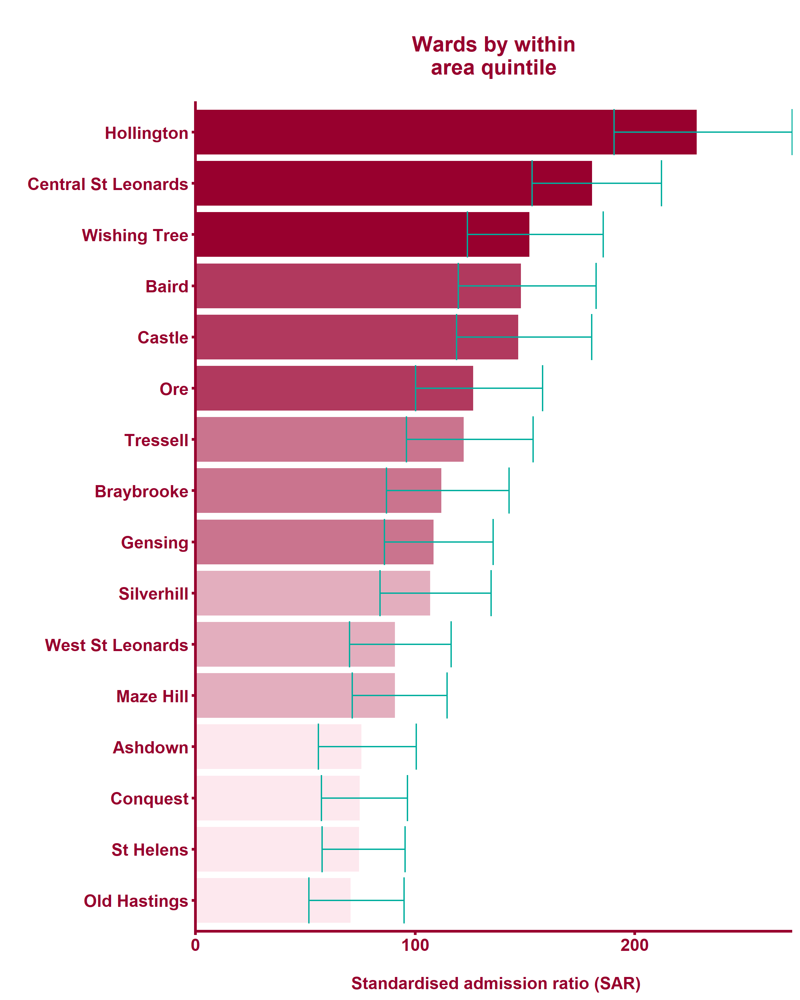 Wards by within
area quintile
Hollington
Central St Leonards
Wishing Tree
Baird
Castle
Ore
Tressell
Braybrooke
Gensing
Silverhill
West St Leonards
Maze Hill
Ashdown
Conquest
St Helens
Old Hastings
0 100 200
Standardised admission ratio (SAR)